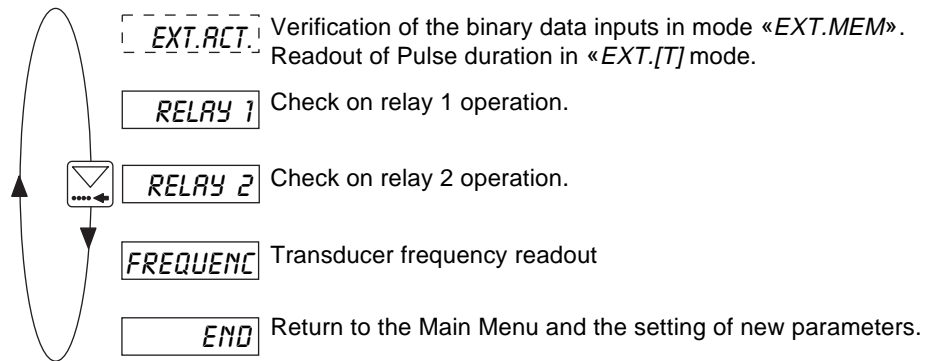 EXT.ACT. Verification of the binary data inputs in mode «EXT.MEM».
Readout of Pulse duration in «EXT.[T] mode.
RELAY 1 Check on relay 1 operation.
RELAY 2 Check on relay 2 operation.
FREQUENC Transducer frequency readout
END Return to the Main Menu and the setting of new parameters.